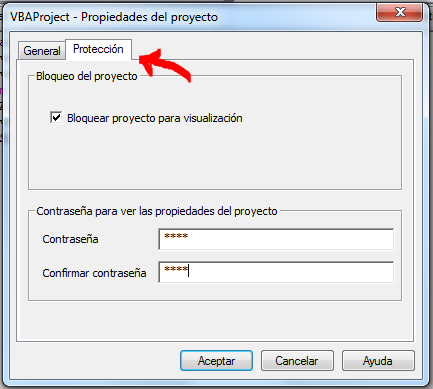 VBAProject - Propiedades del proyecto
General Protección
Bloqueo del proyecto
Bloquear proyecto para visualización
Contraseña para ver las propiedades del proyecto
Contraseña ****
Confirmar contraseña ****
Aceptar Cancelar Ayuda